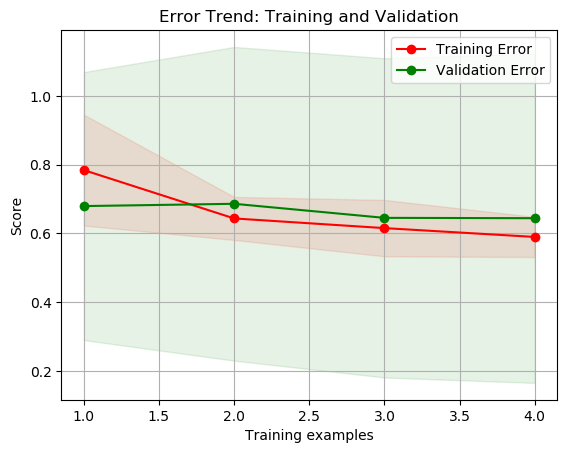 Error Trend: Training and Validation
Training Error
Validation Error
Score
1.0
0.8
0.6
0.4
0.2
1.0 1.5 2.0 2.5 3.0 3.5 4.0
Training examples